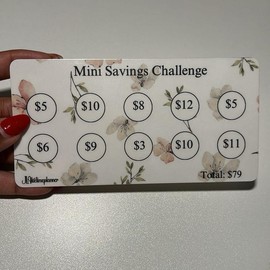 Mini Savings Challenge
$5 $10 $8 $12 $5
$6 $9 $3 $10 $11
Total: $79